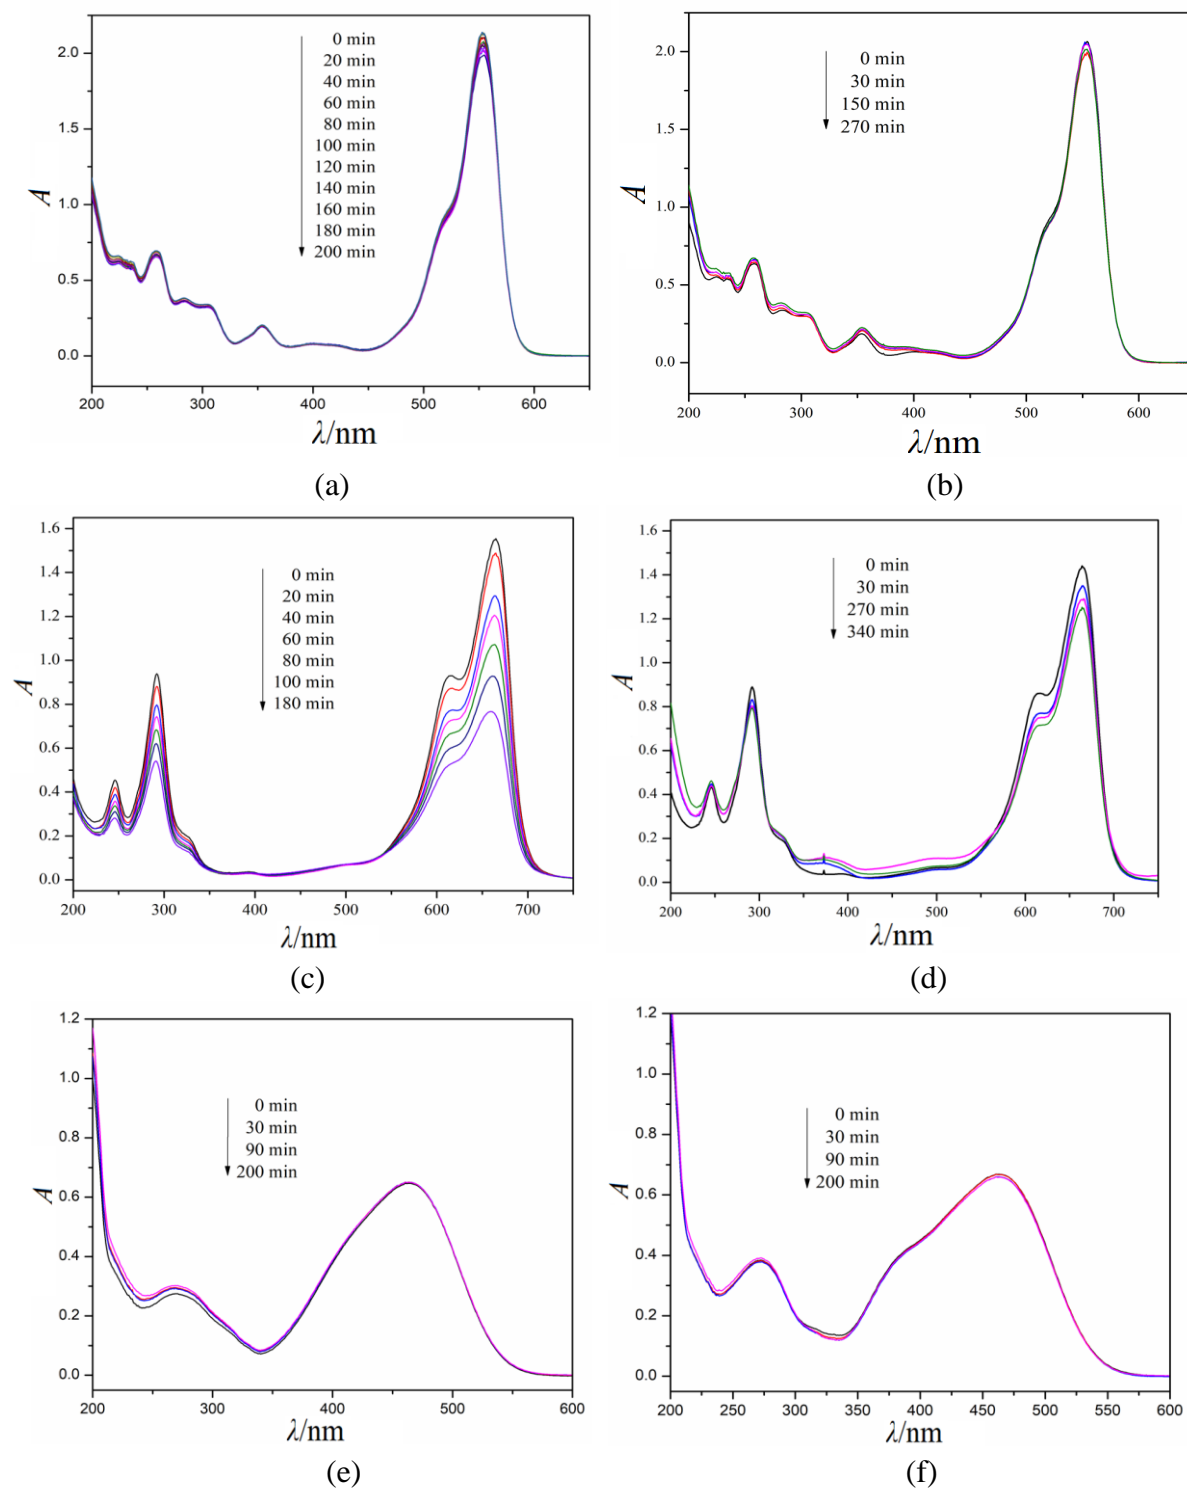 2.0
1.5
1.0
0.5
0.0
A
0 min
20 min
40 min
60 min
80 min
100 min
120 min
140 min
160 min
180 min
200 min
200 300 400 500 600
λ/nm
(a)
2.0
1.5
1.0
0.5
0.0
A
0 min
30 min
150 min
270 min
200 300 400 500 600
λ/nm
(b)
1.6
1.4
1.2
1.0
0.8
0.6
0.4
0.2
0.0
A
0 min
20 min
40 min
60 min
80 min
100 min
180 min
200 300 400 500 600 700
λ/nm
(c)
1.6
1.4
1.2
1.0
0.8
0.6
0.4
0.2
0.0
A
0 min
30 min
270 min
340 min
200 300 400 500 600 700
λ/nm
(d)
1.2
1.0
0.8
0.6
0.4
0.2
0.0
A
0 min
30 min
90 min
200 min
200 300 400 500 600
λ/nm
(e)
1.2
1.0
0.8
0.6
0.4
0.2
0.0
A
0 min
30 min
90 min
200 min
200 250 300 350 400 450 500 550 600
λ/nm
(f)